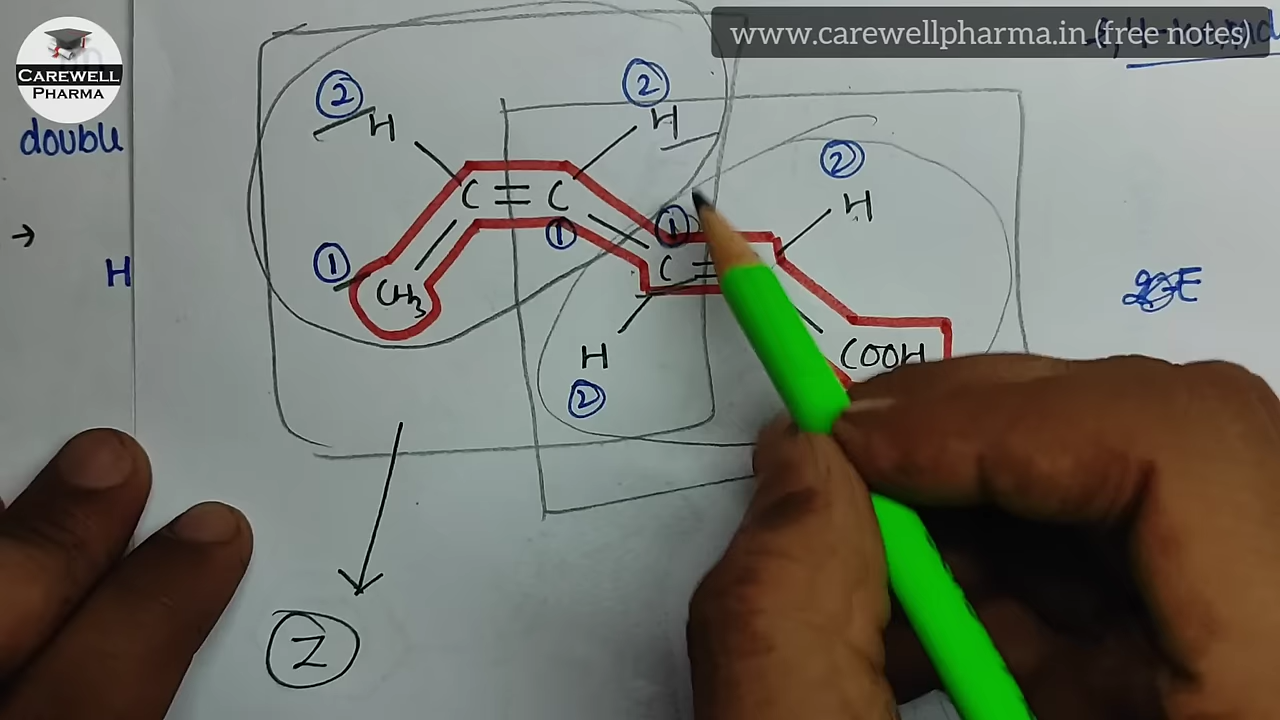 www.carewellpharma.in (free notes)
CAREWELL
PHARMA
double
→
H
② H
② H
② H
C = C
①
① C =
① CH₃
H
②
COOH
E
Z